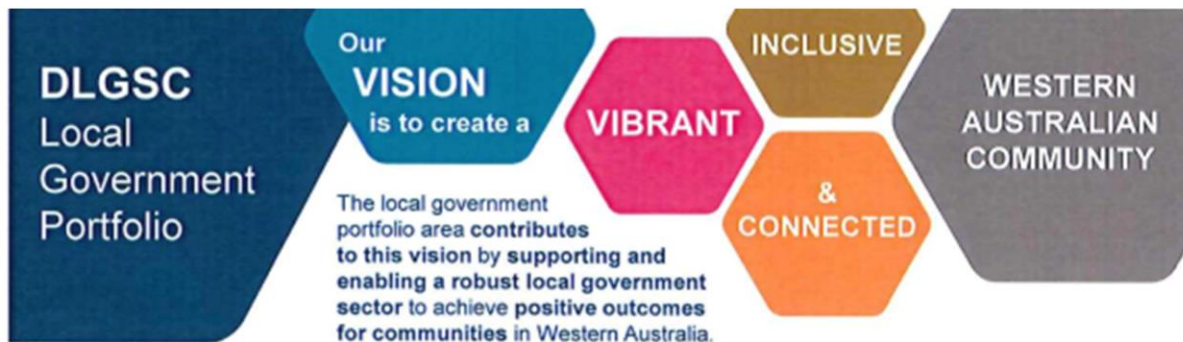 DLGSC
Local
Government
Portfolio
Our
VISION
is to create a
VIBRANT
INCLUSIVE
&
CONNECTED
WESTERN
AUSTRALIAN
COMMUNITY
The local government
portfolio area contributes
to this vision by supporting and
enabling a robust local government
sector to achieve positive outcomes
for communities in Western Australia.